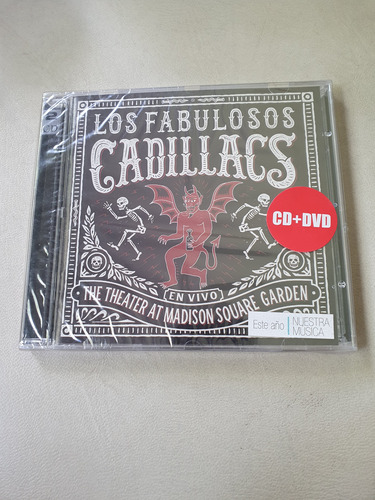 LOS FABULOSOS
CADILLACS
CD+DVD
EN VIVO
THE THEATER AT MADISON SQUARE GARDEN
Este año
NUESTRA
MÚSICA